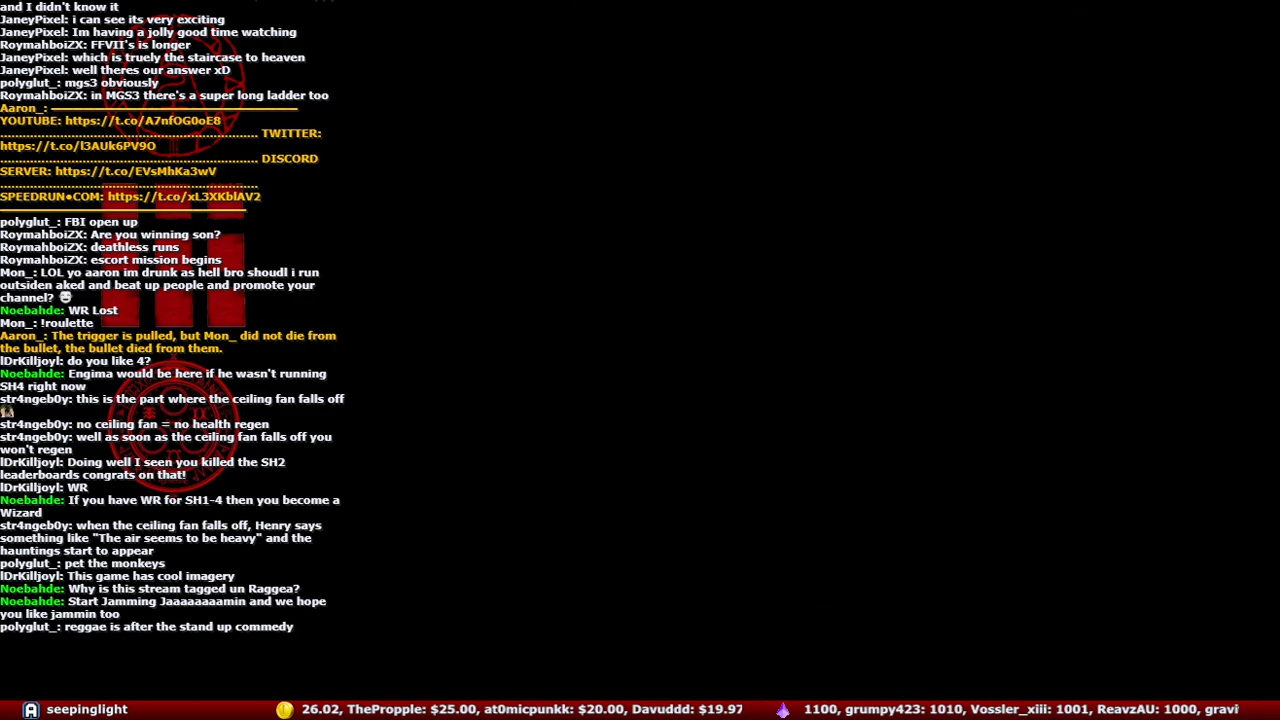 and I didn't know it
JaneyPixel: i can see its very exciting
JaneyPixel: Im having a jolly good time watching
RoymahboiZX: FFVII's is longer
JaneyPixel: which is truely the staircase to heaven
JaneyPixel: well theres our answer xD
polyglut_: mgs3 obviously
RoymahboiZX: in MGS3 there's a super long ladder too
Aaron_: ——————————————————
YOUTUBE: https://t.co/A7nfOG0oE8
...................................................................... TWITTER:
https://t.co/l3AUk6PV9O
...................................................................... DISCORD
SERVER: https://t.co/EVsMhKa3wV
......................................................................
SPEEDRUN●COM: https://t.co/xL3XKblAV2
——————————————————
polyglut_: FBI open up
RoymahboiZX: Are you winning son?
RoymahboiZX: deathless runs
RoymahboiZX: escort mission begins
Mon_: LOL yo aaron im drunk as hell bro shoudl i run
outsiden aked and beat up people and promote your
channel?
Noebahde: WR Lost
Mon_: !roulette
Aaron_: The trigger is pulled, but Mon_ did not die from
the bullet, the bullet died from them.
lDrKilljoyl: do you like 4?
Noebahde: Engima would be here if he wasn't running
SH4 right now
str4ngeb0y: this is the part where the ceiling fan falls off
str4ngeb0y: no ceiling fan = no health regen
str4ngeb0y: well as soon as the ceiling fan falls off you
won't regen
lDrKilljoyl: Doing well I seen you killed the SH2
leaderboards congrats on that!
lDrKilljoyl: WR
Noebahde: If you have WR for SH1-4 then you become a
Wizard
str4ngeb0y: when the ceiling fan falls off, Henry says
something like "The air seems to be heavy" and the
hauntings start to appear
polyglut_: pet the monkeys
lDrKilljoyl: This game has cool imagery
Noebahde: Why is this stream tagged un Raggea?
Noebahde: Start Jamming Jaaaaaaamin and we hope
you like jammin too
polyglut_: reggae is after the stand up commedy
A seepinglight 26.02, ThePropple: $25.00, at0micpunkk: $20.00, Davuddd: $19.97 1100, grumpy423: 1010, Vossler_xiii: 1001, ReavzAU: 1000, gravi